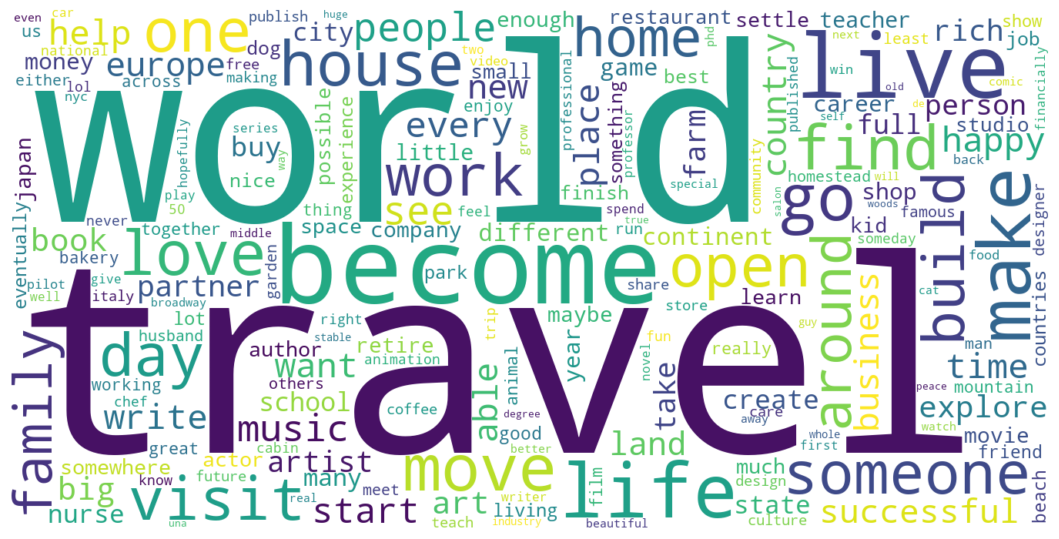 even
car
us
help
one
publish
some
city
people
enough
restaurant
settle
teacher
rich
show
next
least
job
national
money
europe
dog
house
home
live
game
small
best
new
either
lol
free
two
video
phd
huge
professional
win
old
comic
financially
nyc
across
making
world
series
buy
nice
way
play
50
hopefully
japan
possible
experience
every
enjoy
grow
little
work
place
something
professor
finish
farm
special
community
country
published
find
career
person
full
studio
de
self
back
happy
homestead
will
go
shop
woods
famous
kid
someday
build
make
designer
countries
food
cat
never
together
thing
space
see
feel
company
different
run
spend
true
continent
salon
eventually
book
middle
bakery
love
garden
become
park
share
open
store
learn
around
business
pilot
give
well
italy
partner
broadway
lot
husband
right
stable
retire
trip
maybe
year
fun
guy
really
novel
travel
man
time
peace
mountain
day
want
author
animation
working
chef
write
others
school
coffee
animal
able
take
create
care
away
explore
watch
great
music
cabin
degree
good
better
land
whole
first
movie
friend
beach
family
somewhere
know
actor
future
artist
many
move
life
film
much
design
someone
big
nurse
visit
real
una
start
meet
teach
art
writer
living
industry
beautiful
state
culture
successful